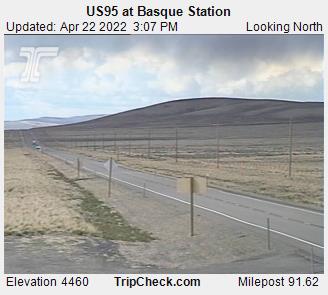 US95 at Basque Station
Updated: Apr 22 2022 3:07 PM Looking North
Elevation 4460 TripCheck.com Milepost 91.62